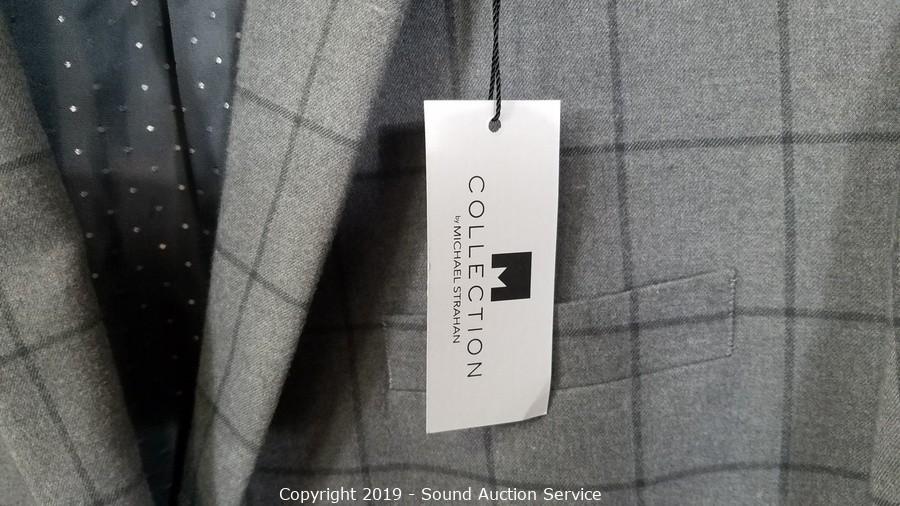 COLLECTION
by MICHAEL STRAHAN
Copyright 2019 - Sound Auction Service